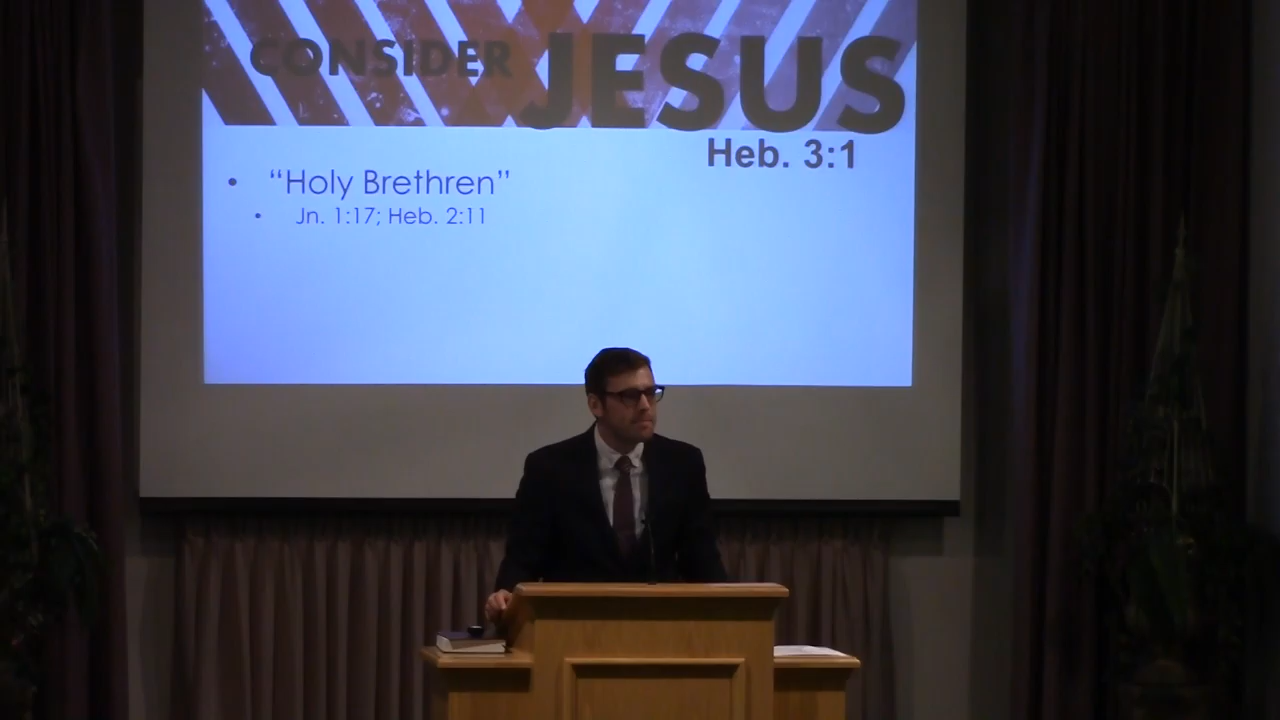 CONSIDER JESUS
Heb. 3:1
• “Holy Brethren”
• Jn. 1:17; Heb. 2:11